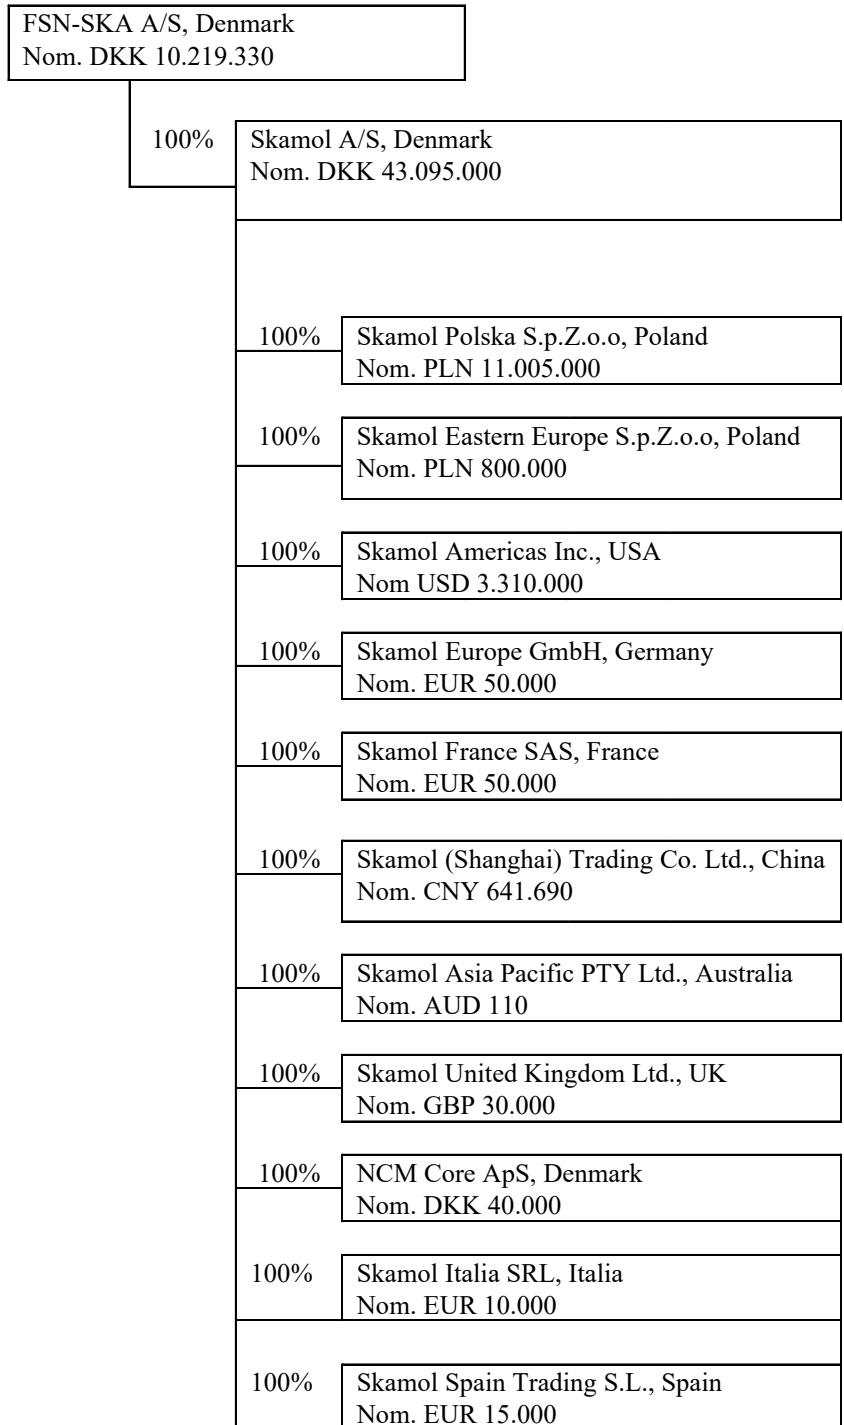 FSN-SKA A/S, Denmark
Nom. DKK 10.219.330
100%
Skamol A/S, Denmark
Nom. DKK 43.095.000
100%
Skamol Polska S.p.Z.o.o, Poland
Nom. PLN 11.005.000
100%
Skamol Eastern Europe S.p.Z.o.o, Poland
Nom. PLN 800.000
100%
Skamol Americas Inc., USA
Nom USD 3.310.000
100%
Skamol Europe GmbH, Germany
Nom. EUR 50.000
100%
Skamol France SAS, France
Nom. EUR 50.000
100%
Skamol (Shanghai) Trading Co. Ltd., China
Nom. CNY 641.690
100%
Skamol Asia Pacific PTY Ltd., Australia
Nom. AUD 110
100%
Skamol United Kingdom Ltd., UK
Nom. GBP 30.000
100%
NCM Core ApS, Denmark
Nom. DKK 40.000
100%
Skamol Italia SRL, Italia
Nom. EUR 10.000
100%
Skamol Spain Trading S.L., Spain
Nom. EUR 15.000